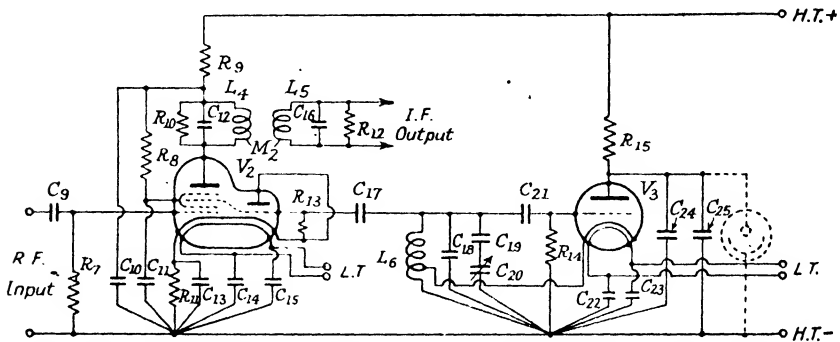 H.T.+
R9
L4
L5
C12
C16
R10
R12
I.F.
Output
M2
R8
R15
V2
C9
R13
C17
C21
V3
C24
C25
C18
C19
C20
R14
L6
R.F.
Input
R7
C10
C11
R11
C13
C14
C15
L.T.
C22
C23
L.T.
H.T.-